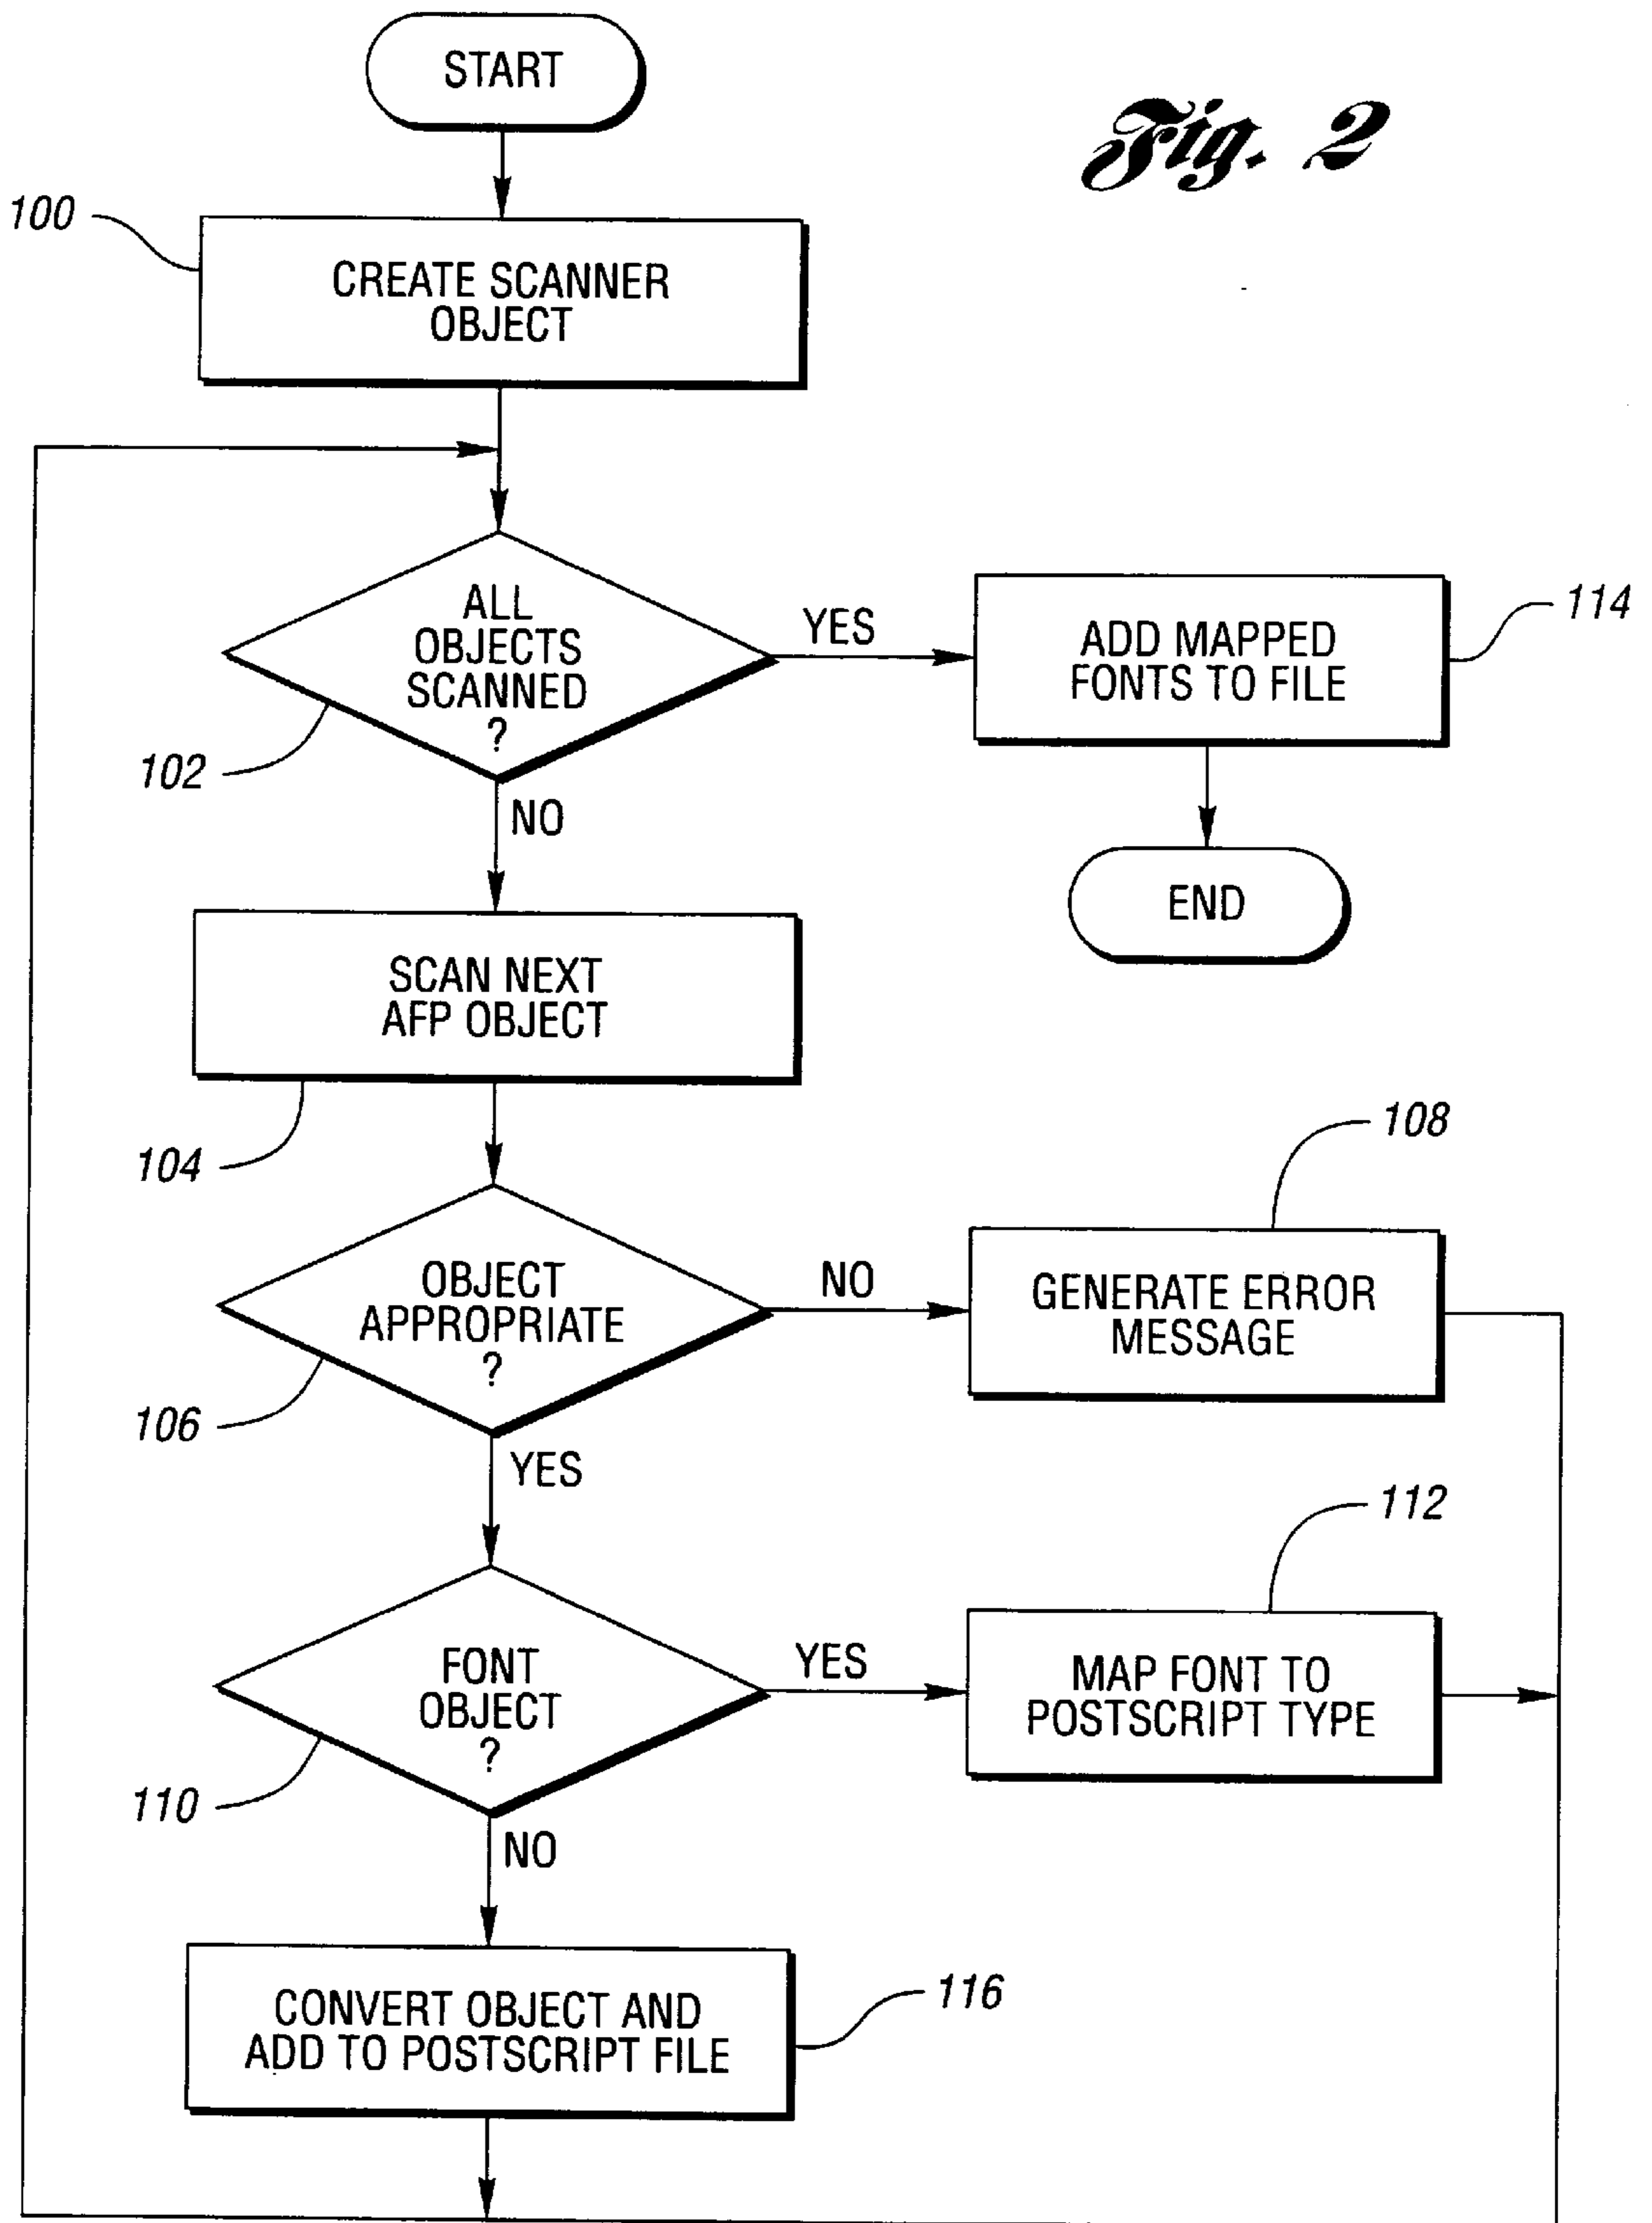 START
Fig. 2
100
CREATE SCANNER
OBJECT
ALL
OBJECTS
SCANNED
?
YES
ADD MAPPED
FONTS TO FILE
114
102
NO
END
SCAN NEXT
AFP OBJECT
104
108
OBJECT
APPROPRIATE
?
NO
GENERATE ERROR
MESSAGE
106
YES
112
FONT
OBJECT
?
YES
MAP FONT TO
POSTSCRIPT TYPE
110
NO
CONVERT OBJECT AND
ADD TO POSTSCRIPT FILE
116